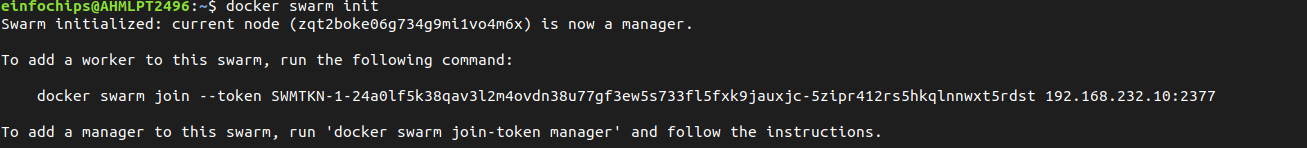 einfochips@AHMLPT2496:~$ docker swarm init
Swarm initialized: current node (zqt2boke06g734g9mi1vo4m6x) is now a manager.
To add a worker to this swarm, run the following command:
docker swarm join --token SWMTKN-1-24a0lf5k38qav3l2m4ovdn38u77gf3ew5s733fl5fxk9jauxjc-5zipr412rs5hkqlnnwxt5rdst 192.168.232.10:2377
To add a manager to this swarm, run 'docker swarm join-token manager' and follow the instructions.